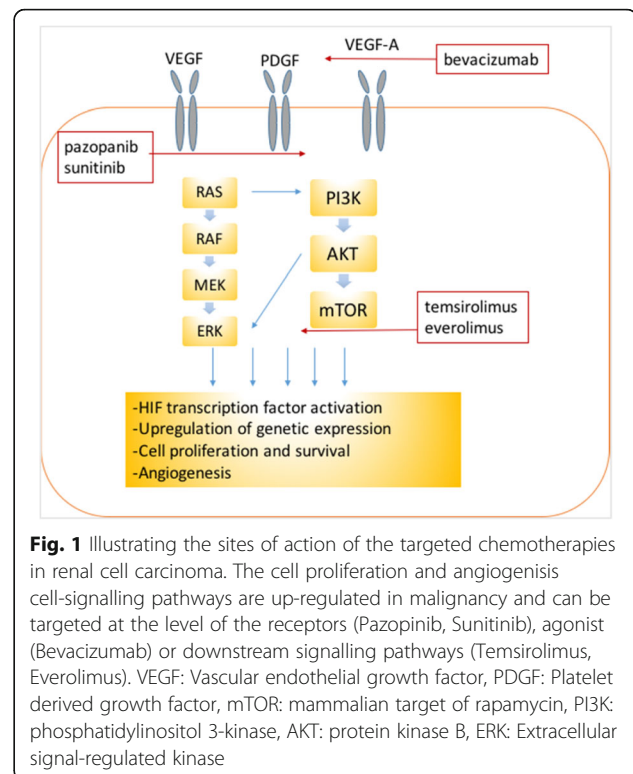 VEGF
PDGF
VEGF-A
bevacizumab
pazopanib
sunitinib
RAS
PI3K
RAF
AKT
MEK
mTOR
ERK
temsirolimus
everolimus
-HIF transcription factor activation
-Upregulation of genetic expression
-Cell proliferation and survival
-Angiogenesis
Fig. 1 Illustrating the sites of action of the targeted chemotherapies
in renal cell carcinoma. The cell proliferation and angiogenisis
cell-signalling pathways are up-regulated in malignancy and can be
targeted at the level of the receptors (Pazopinib, Sunitinib), agonist
(Bevacizumab) or downstream signalling pathways (Temsirolimus,
Everolimus). VEGF: Vascular endothelial growth factor, PDGF: Platelet
derived growth factor, mTOR: mammalian target of rapamycin, PI3K:
phosphatidylinositol 3-kinase, AKT: protein kinase B, ERK: Extracellular
signal-regulated kinase